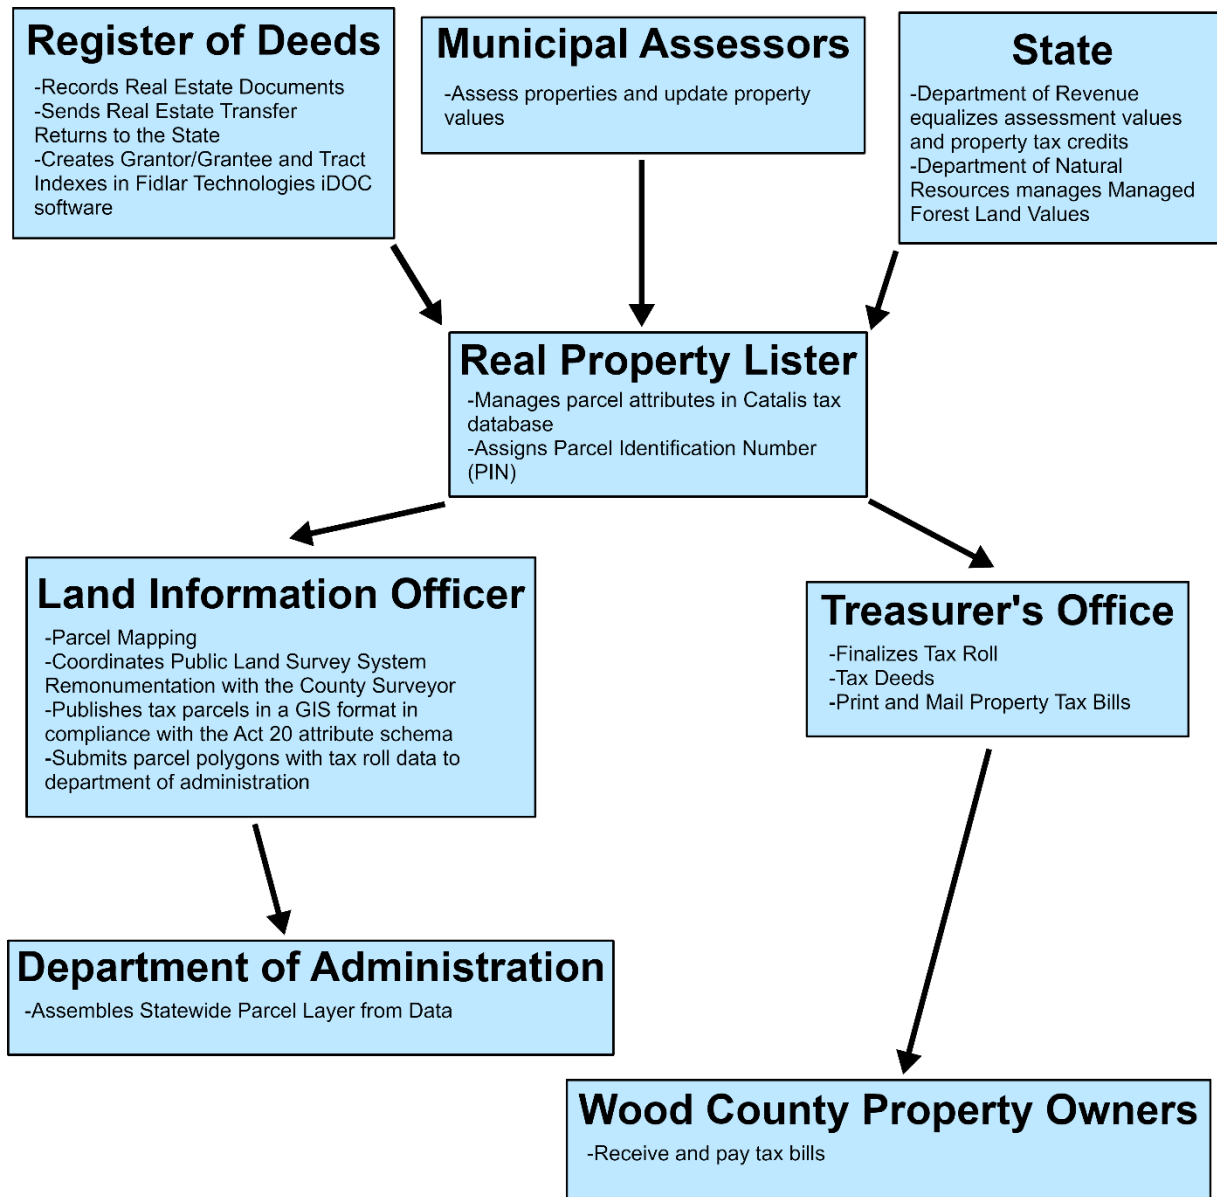 Register of Deeds
-Records Real Estate Documents
-Sends Real Estate Transfer
Returns to the State
-Creates Grantor/Grantee and Tract
Indexes in Fidlar Technologies iDOC
software
Municipal Assessors
-Assess properties and update property
values
State
-Department of Revenue
equalizes assessment values
and property tax credits
-Department of Natural
Resources manages Managed
Forest Land Values
Real Property Lister
-Manages parcel attributes in Catalis tax
database
-Assigns Parcel Identification Number
(PIN)
Land Information Officer
-Parcel Mapping
-Coordinates Public Land Survey System
Remonumentation with the County Surveyor
-Publishes tax parcels in a GIS format in
compliance with the Act 20 attribute schema
-Submits parcel polygons with tax roll data to
department of administration
Treasurer's Office
-Finalizes Tax Roll
-Tax Deeds
-Print and Mail Property Tax Bills
Department of Administration
-Assembles Statewide Parcel Layer from Data
Wood County Property Owners
-Receive and pay tax bills